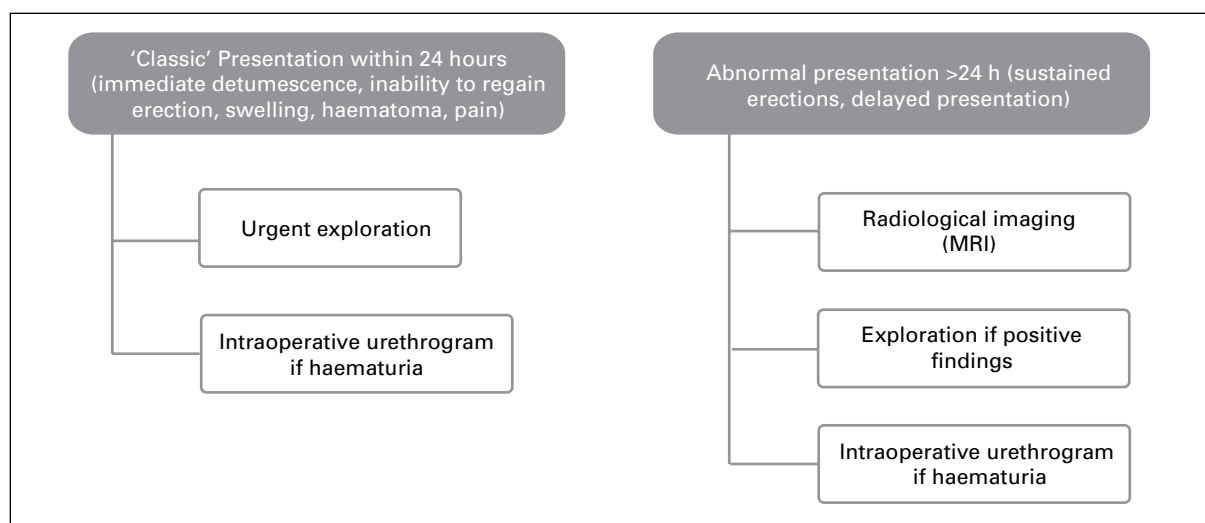 ‘Classic’ Presentation within 24 hours
(immediate detumescence, inability to regain
erection, swelling, haematoma, pain)
Urgent exploration
Intraoperative urethrogram
if haematuria
Abnormal presentation >24 h (sustained
erections, delayed presentation)
Radiological imaging
(MRI)
Exploration if positive
findings
Intraoperative urethrogram
if haematuria